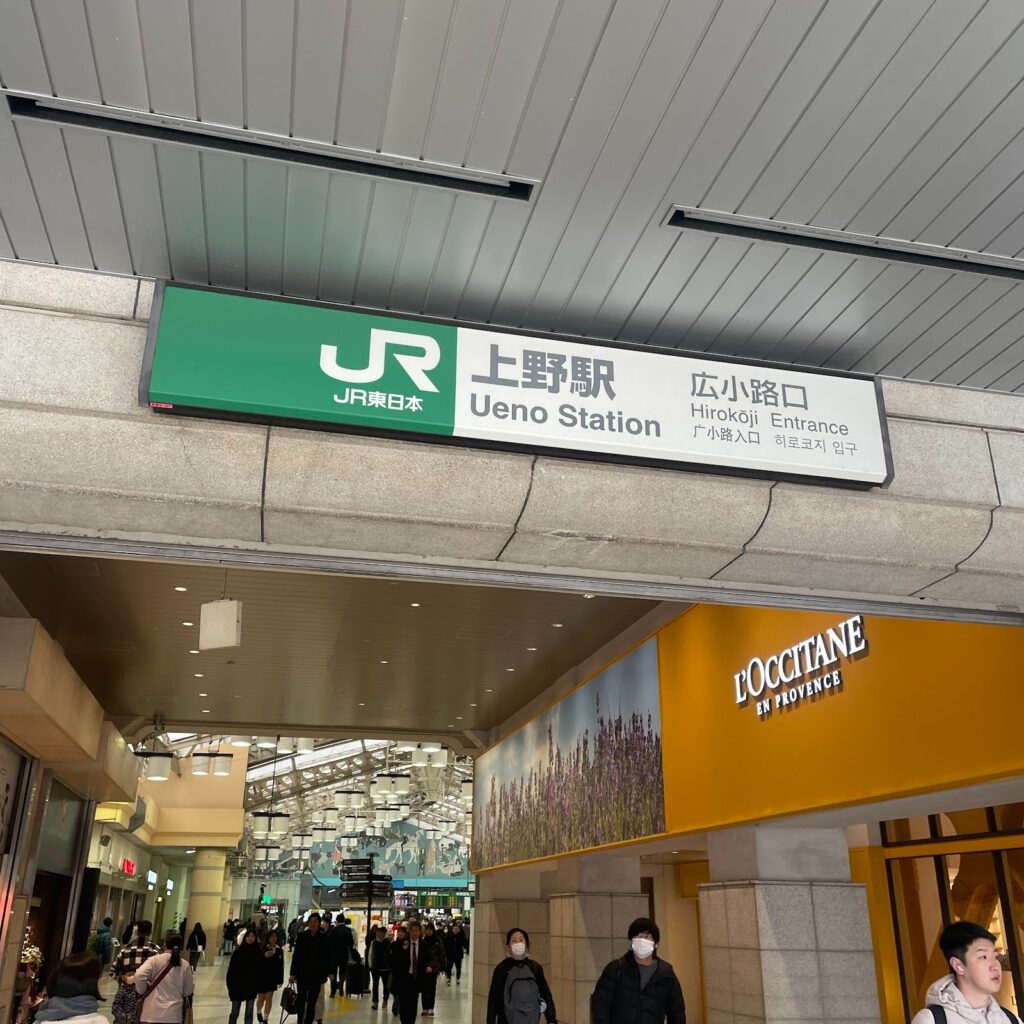 JR
JR東日本
上野駅
Ueno Station
広小路口
Hirokōji Entrance
广小路入口 히로코지 입구
L'OCCITANE
EN PROVENCE